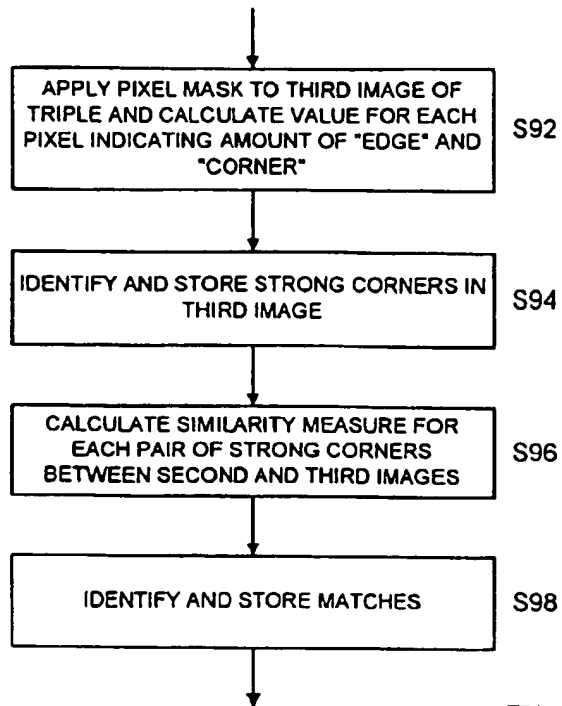 APPLY PIXEL MASK TO THIRD IMAGE OF
TRIPLE AND CALCULATE VALUE FOR EACH
PIXEL INDICATING AMOUNT OF "EDGE" AND
"CORNER"
S92
IDENTIFY AND STORE STRONG CORNERS IN
THIRD IMAGE
S94
CALCULATE SIMILARITY MEASURE FOR
EACH PAIR OF STRONG CORNERS
BETWEEN SECOND AND THIRD IMAGES
S96
IDENTIFY AND STORE MATCHES
S98